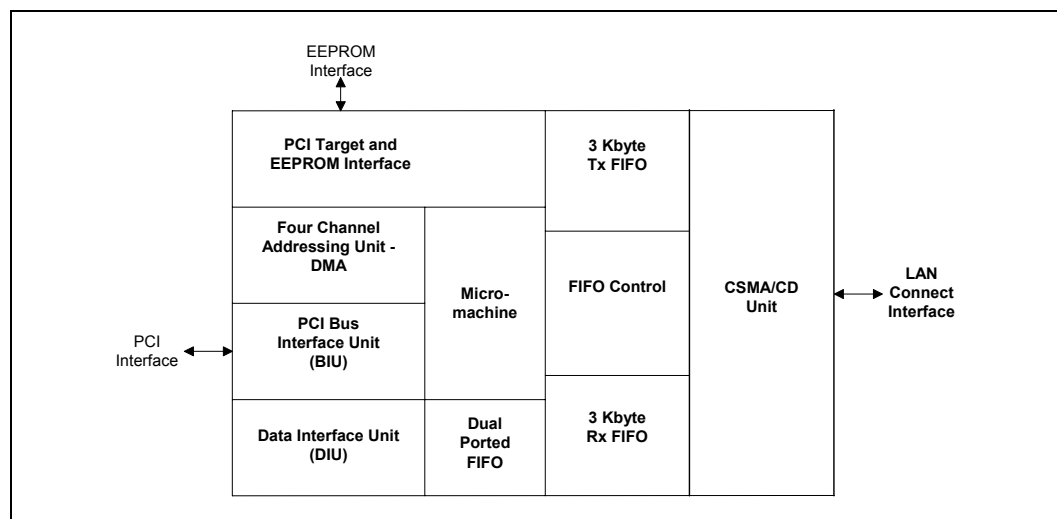 EEPROM
Interface
PCI Target and
EEPROM Interface
3 Kbyte
Tx FIFO
Four Channel
Addressing Unit -
DMA
Micro-
machine
FIFO Control
CSMA/CD
Unit
LAN
Connect
Interface
PCI
Interface
PCI Bus
Interface Unit
(BIU)
Data Interface Unit
(DIU)
Dual
Ported
FIFO
3 Kbyte
Rx FIFO